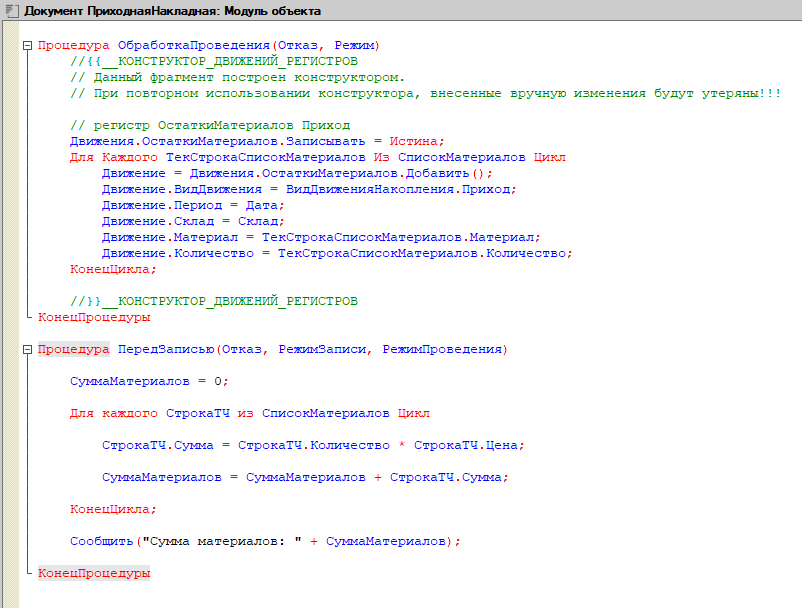 Документ ПриходнаяНакладная: Модуль объекта
Процедура ОбработкаПроведения(Отказ, Режим)
//{{__КОНСТРУКТОР_ДВИЖЕНИЙ_РЕГИСТРОВ
// Данный фрагмент построен конструктором.
// При повторном использовании конструктора, внесенные вручную изменения будут утеряны!!!
// регистр ОстаткиМатериалов Приход
Движения.ОстаткиМатериалов.Записывать = Истина;
Для Каждого ТекСтрокаСписокМатериалов Из СписокМатериалов Цикл
Движение = Движения.ОстаткиМатериалов.Добавить();
Движение.ВидДвижения = ВидДвиженияНакопления.Приход;
Движение.Период = Дата;
Движение.Склад = Склад;
Движение.Материал = ТекСтрокаСписокМатериалов.Материал;
Движение.Количество = ТекСтрокаСписокМатериалов.Количество;
КонецЦикла;
//}}__КОНСТРУКТОР_ДВИЖЕНИЙ_РЕГИСТРОВ
КонецПроцедуры
Процедура ПередЗаписью(Отказ, РежимЗаписи, РежимПроведения)
СуммаМатериалов = 0;
Для каждого СтрокаТЧ из СписокМатериалов Цикл
СтрокаТЧ.Сумма = СтрокаТЧ.Количество * СтрокаТЧ.Цена;
СуммаМатериалов = СуммаМатериалов + СтрокаТЧ.Сумма;
КонецЦикла;
Сообщить("Сумма материалов: " + СуммаМатериалов);
КонецПроцедуры